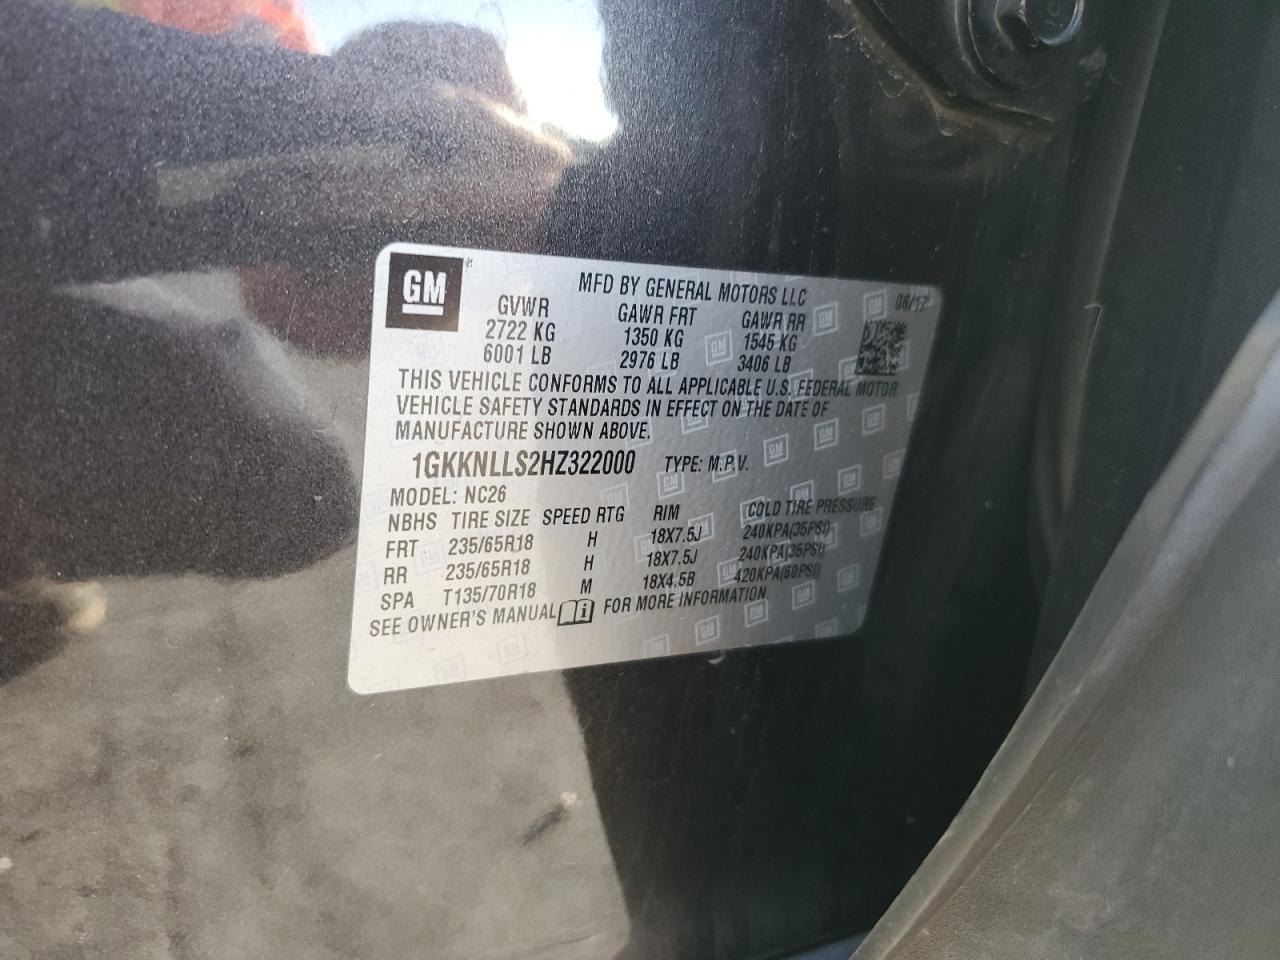 GM
MFD BY GENERAL MOTORS LLC
06/17
GVWR GAWR FRT GAWR RR
2722 KG 1350 KG 1545 KG
6001 LB 2976 LB 3406 LB
THIS VEHICLE CONFORMS TO ALL APPLICABLE U.S. FEDERAL MOTOR
VEHICLE SAFETY STANDARDS IN EFFECT ON THE DATE OF
MANUFACTURE SHOWN ABOVE.
1GKKNLLS2HZ322000 TYPE: M.P.V.
MODEL: NC26
NBHS TIRE SIZE SPEED RTG RIM COLD TIRE PRESSURE
FRT 235/65R18 H 18X7.5J 240KPA(35PSI)
RR 235/65R18 H 18X7.5J 240KPA(35PSI)
SPA T135/70R18 M 18X4.5B 420KPA(60PSI)
SEE OWNER'S MANUAL i FOR MORE INFORMATION